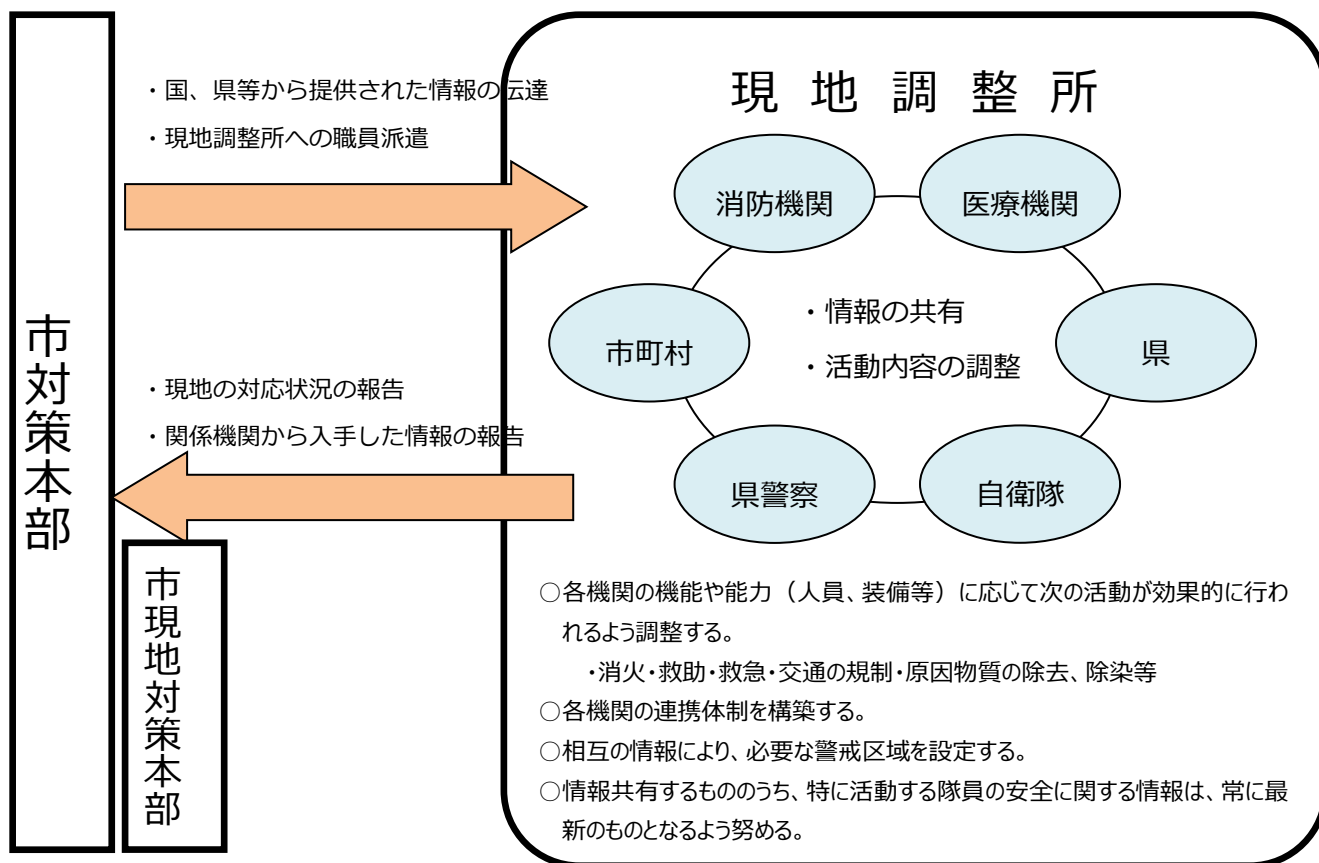 市対策本部
市現地対策本部
・国、県等から提供された情報の伝達
・現地調整所への職員派遣
・現地の対応状況の報告
・関係機関から入手した情報の報告
現地調整所
消防機関
医療機関
市町村
県
県警察
自衛隊
・情報の共有
・活動内容の調整
○各機関の機能や能力（人員、装備等）に応じて次の活動が効果的に行わ
れるよう調整する。
・消火・救助・救急・交通の規制・原因物質の除去、除染等
○各機関の連携体制を構築する。
○相互の情報により、必要な警戒区域を設定する。
○情報共有するもののうち、特に活動する隊員の安全に関する情報は、常に最
新のものとなるよう努める。